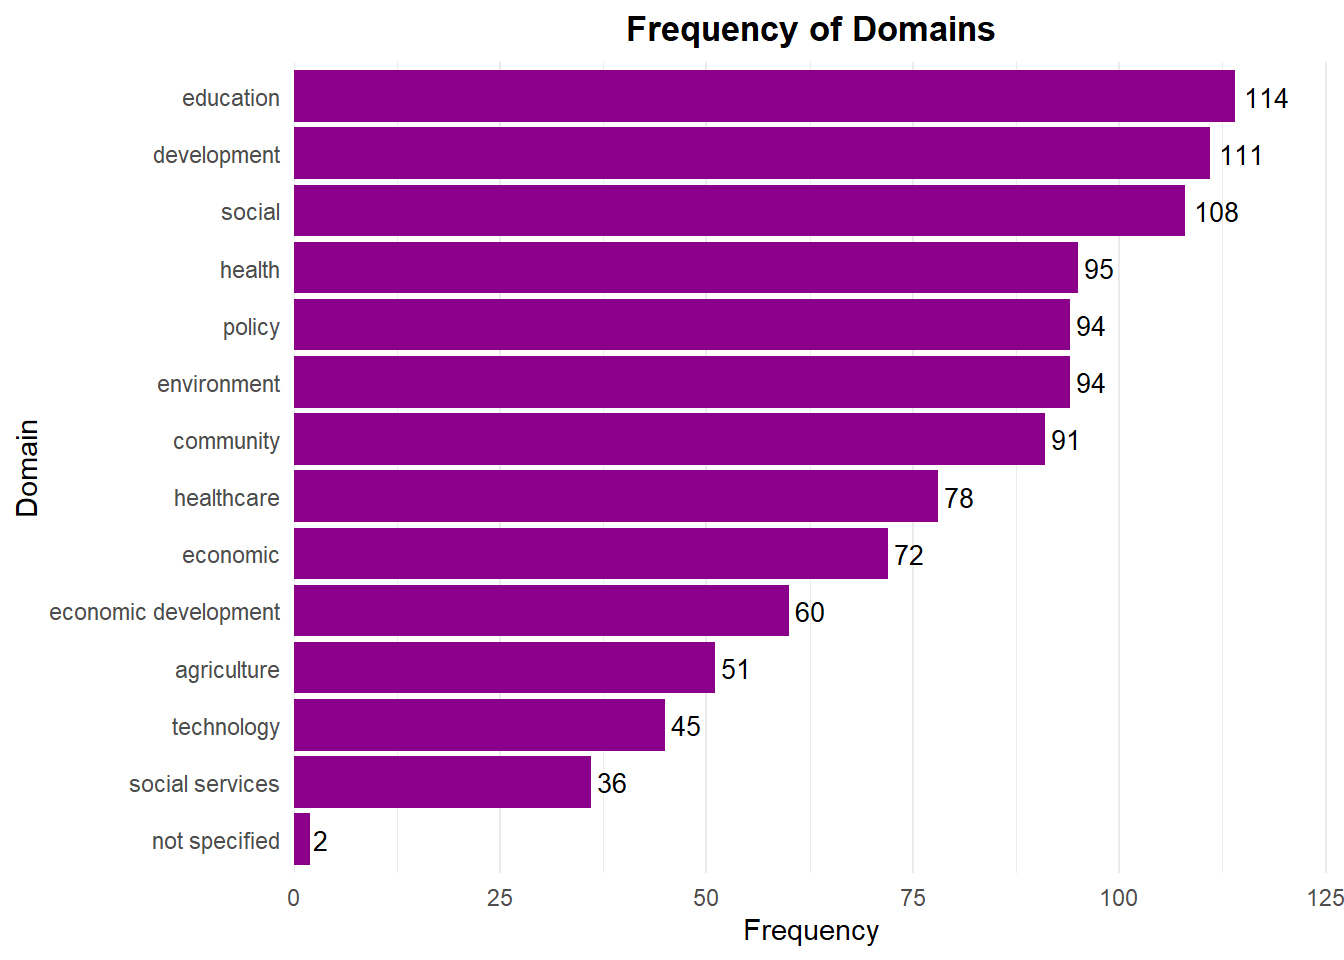 Frequency of Domains
education 114
development 111
social 108
health 95
policy 94
environment 94
community 91
healthcare 78
economic 72
economic development 60
agriculture 51
technology 45
social services 36
not specified 2
0 25 50 75 100 125
Frequency
Domain